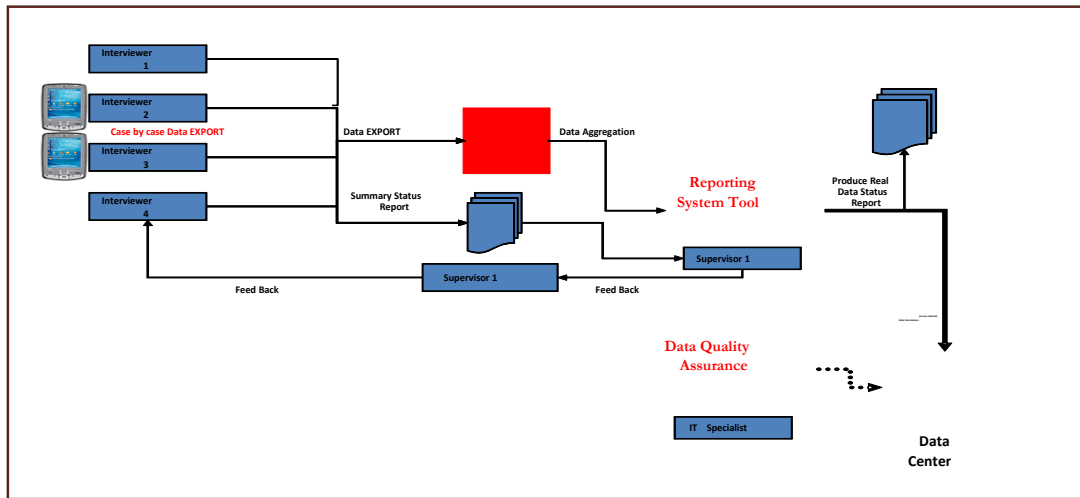 Interviewer
1
Interviewer
2
Case by case Data EXPORT
Interviewer
3
Interviewer
4
Data EXPORT
Data Aggregation
Summary Status
Report
Reporting
System Tool
Produce Real
Data Status
Report
Supervisor 1
Supervisor 1
Feed Back
Feed Back
Data Quality
Assurance
IT Specialist
Data
Center